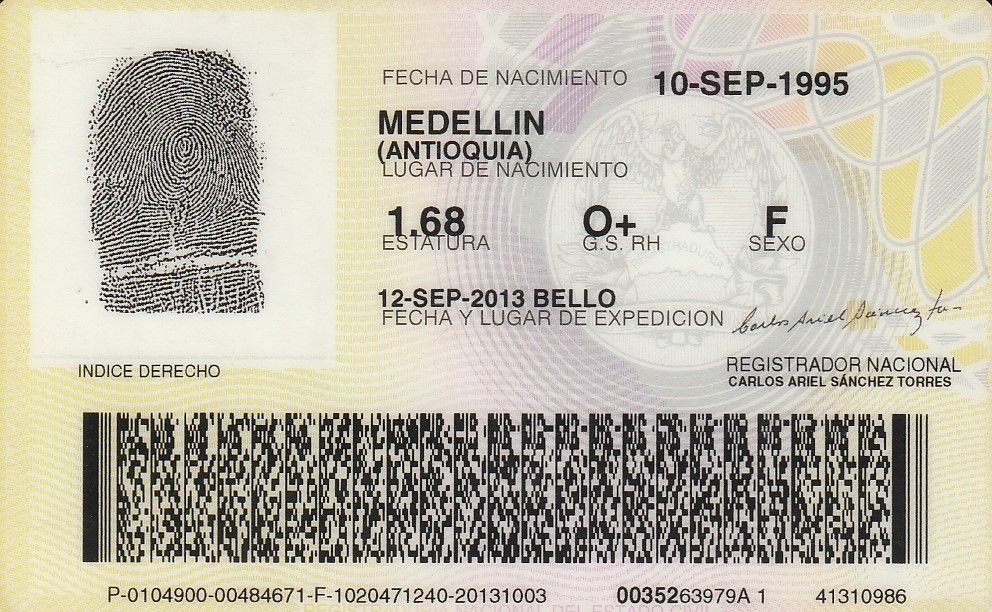 FECHA DE NACIMIENTO 10-SEP-1995
MEDELLIN
(ANTIOQUIA)
LUGAR DE NACIMIENTO
1.68 O+ F
ESTATURA G.S. RH SEXO
12-SEP-2013 BELLO
FECHA Y LUGAR DE EXPEDICION
Carlos Ariel Sánchez
INDICE DERECHO
REGISTRADOR NACIONAL
CARLOS ARIEL SÁNCHEZ TORRES
P-0104900-00484671-F-1020471240-20131003 0035263979A 1 41310986